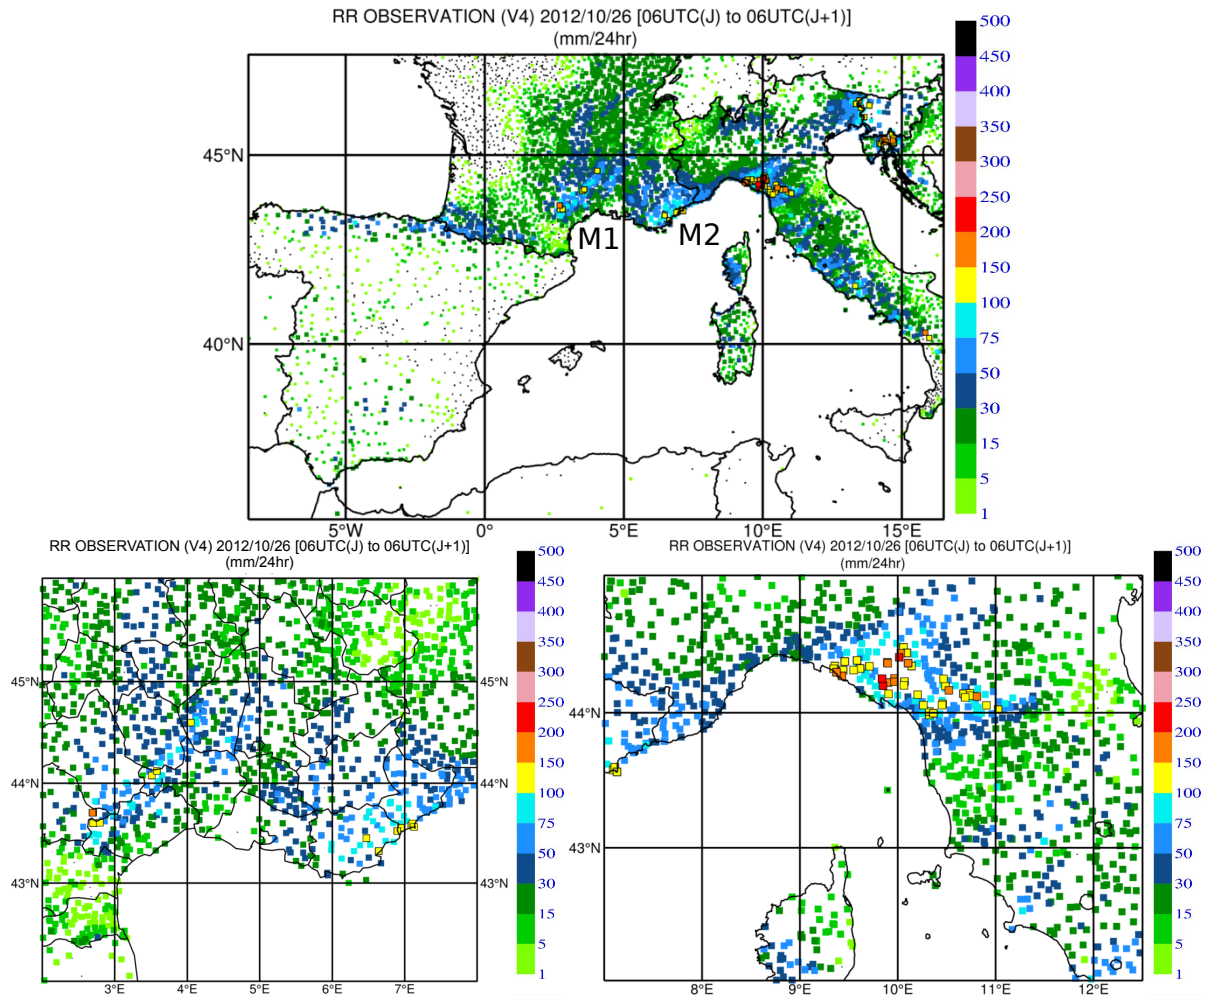 RR OBSERVATION (V4) 2012/10/26 [06UTC(J) to 06UTC(J+1)]
(mm/24hr)
500
450
400
350
300
250
200
150
100
75
50
30
15
5
1
45°N
40°N
M1 M2
5°W 0° 5°E 10°E 15°E
RR OBSERVATION (V4) 2012/10/26 [06UTC(J) to 06UTC(J+1)]
(mm/24hr)
500
450
400
350
300
250
200
150
100
75
50
30
15
5
1
45°N 45°N
44°N 44°N
43°N 43°N
3°E 4°E 5°E 6°E 7°E
RR OBSERVATION (V4) 2012/10/26 [06UTC(J) to 06UTC(J+1)]
(mm/24hr)
500
450
400
350
300
250
200
150
100
75
50
30
15
5
1
44°N 44°N
43°N 43°N
8°E 9°E 10°E 11°E 12°E